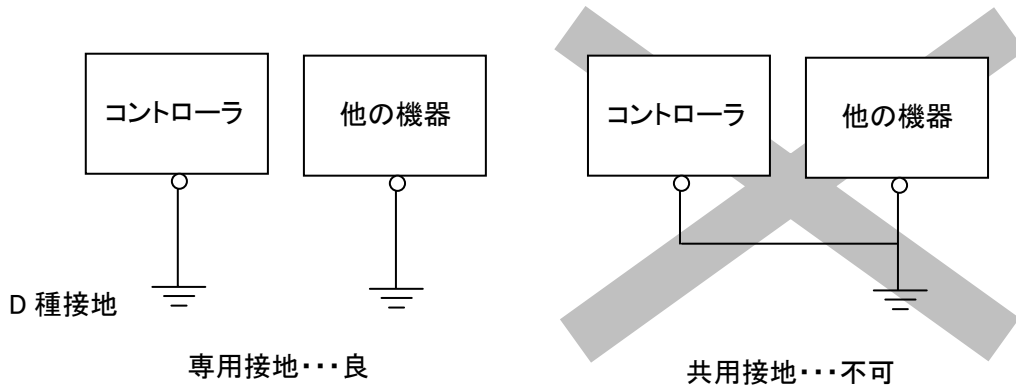 コントローラ
他の機器
コントローラ
他の機器
D 種接地
専用接地・・・良
共用接地・・・不可